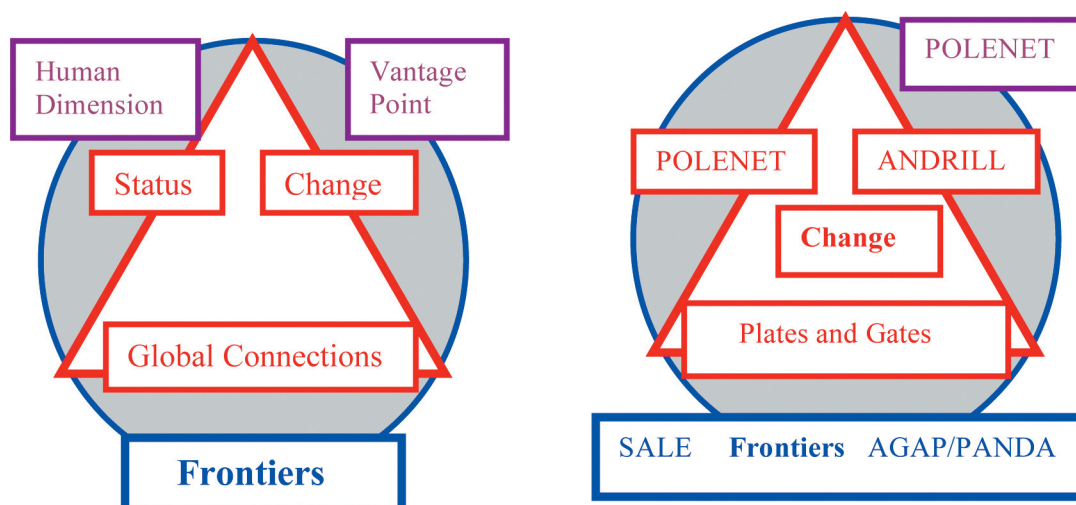 Human
Dimension
Vantage
Point
Status
Change
Global Connections
Frontiers
POLENET
POLENET
ANDRILL
Change
Plates and Gates
SALE Frontiers AGAP/PANDA